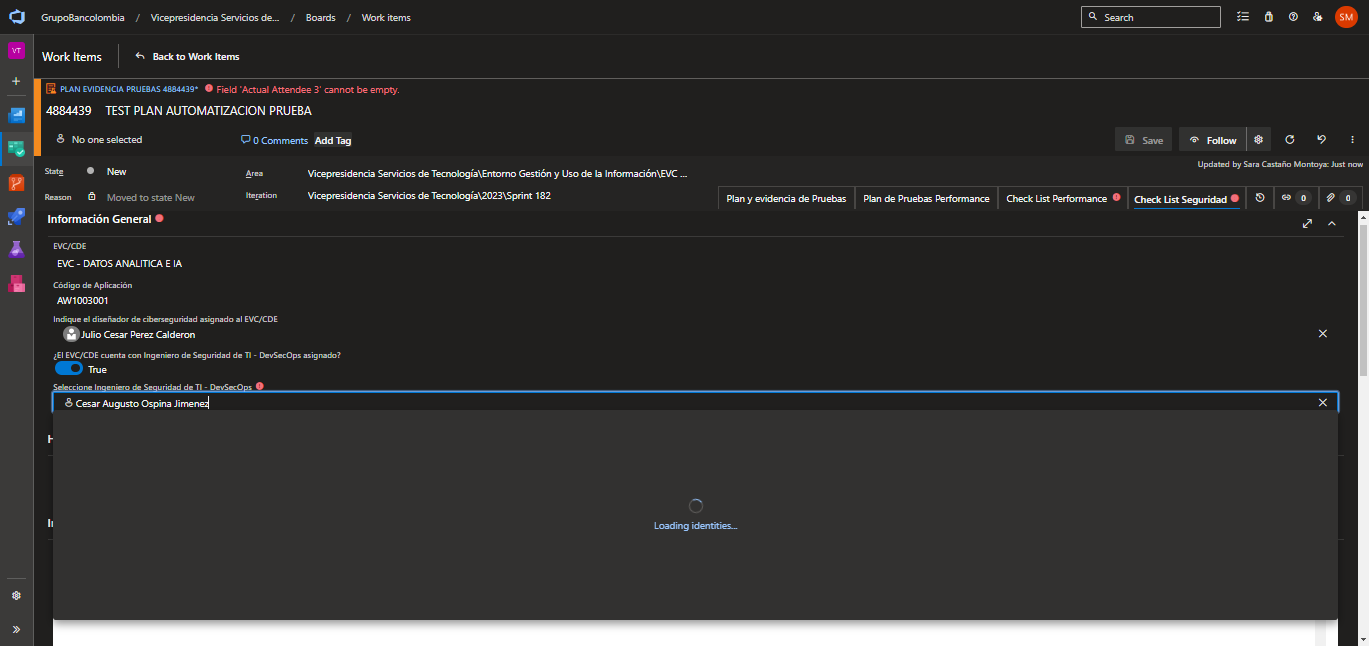 GrupoBancolombia / Vicepresidencia Servicios de... / Boards / Work items
Search
SM
VT
Work Items
Back to Work Items
PLAN EVIDENCIA PRUEBAS 4884439* Field 'Actual Attendee 3' cannot be empty.
4884439 TEST PLAN AUTOMATIZACION PRUEBA
No one selected
0 Comments
Add Tag
Save
Follow
Updated by Sara Castaño Montoya: Just now
State New
Area Vicepresidencia Servicios de Tecnología\Entorno Gestión y Uso de la Información\EVC ...
Reason Moved to state New
Iteration Vicepresidencia Servicios de Tecnología\2023\Sprint 182
Plan y evidencia de Pruebas
Plan de Pruebas Performance
Check List Performance
Check List Seguridad
0
0
Información General
EVC/CDE
EVC - DATOS ANALITICA E IA
Código de Aplicación
AW1003001
Indique el diseñador de ciberseguridad asignado al EVC/CDE
Julio Cesar Perez Calderon
¿El EVC/CDE cuenta con Ingeniero de Seguridad de TI - DevSecOps asignado?
True
Seleccione Ingeniero de Seguridad de TI - DevSecOps
Cesar Augusto Ospina Jimenez
Loading identities...